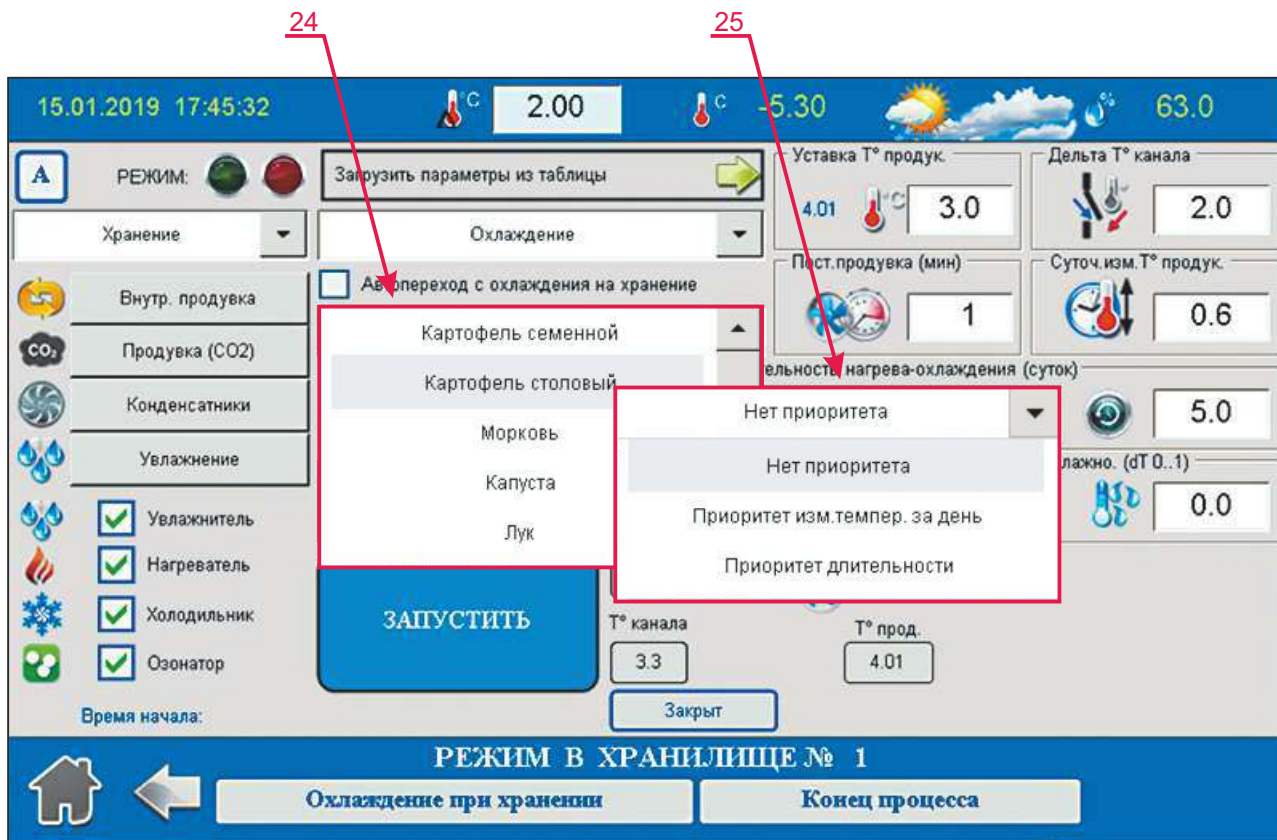 24
25
15.01.2019 17:45:32
°C
2.00
°C
-5.30
%
63.0
A
РЕЖИМ:
Загрузить параметры из таблицы
Уставка T° продук.
4.01
°C
3.0
Дельта T° канала
2.0
Хранение
Охлаждение
Пост.продувка (мин)
1
Суточ.изм.T° продук.
0.6
Внутр. продувка
Автопереход с охлаждения на хранение
CO2
Продувка (CO2)
Картофель семенной
Картофель столовый
Морковь
Капуста
Лук
нагрева-охлаждения (суток)
5.0
Конденсатники
Нет приоритета
Нет приоритета
Приоритет изм.темпер. за день
Приоритет длительности
Увлажнение
(dT 0..1)
0.0
Увлажнитель
Нагреватель
Холодильник
Озонатор
ЗАПУСТИТЬ
T° канала
3.3
T° прод.
4.01
Время начала:
Закрыт
РЕЖИМ В ХРАНИЛИЩЕ № 1
Охлаждение при хранении
Конец процесса